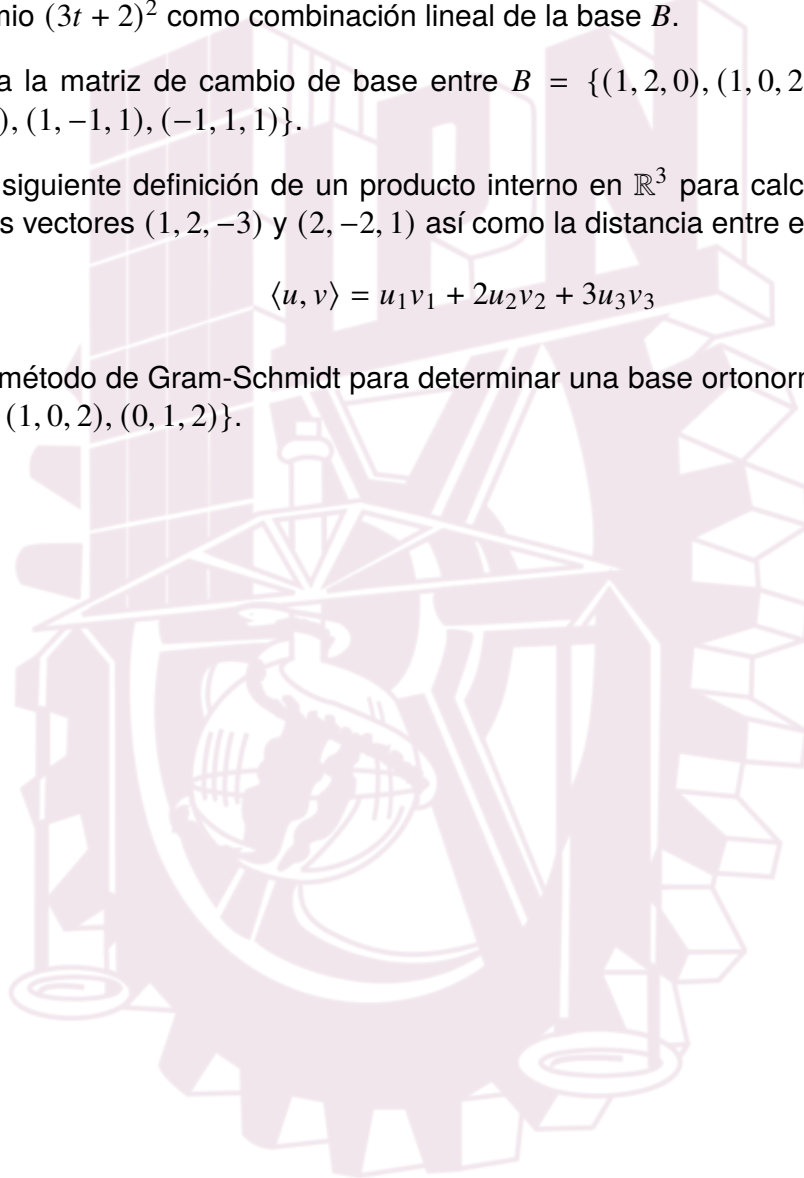 nio (3t + 2)² como combinación lineal de la base B.
a la matriz de cambio de base entre B = {(1, 2, 0), (1, 0, 2
), (1, −1, 1), (−1, 1, 1)}.
siguiente definición de un producto interno en ℝ³ para calc
s vectores (1, 2, −3) y (2, −2, 1) así como la distancia entre e
⟨u, v⟩ = u₁v₁ + 2u₂v₂ + 3u₃v₃
método de Gram-Schmidt para determinar una base ortonor
(1, 0, 2), (0, 1, 2)}.
IPN